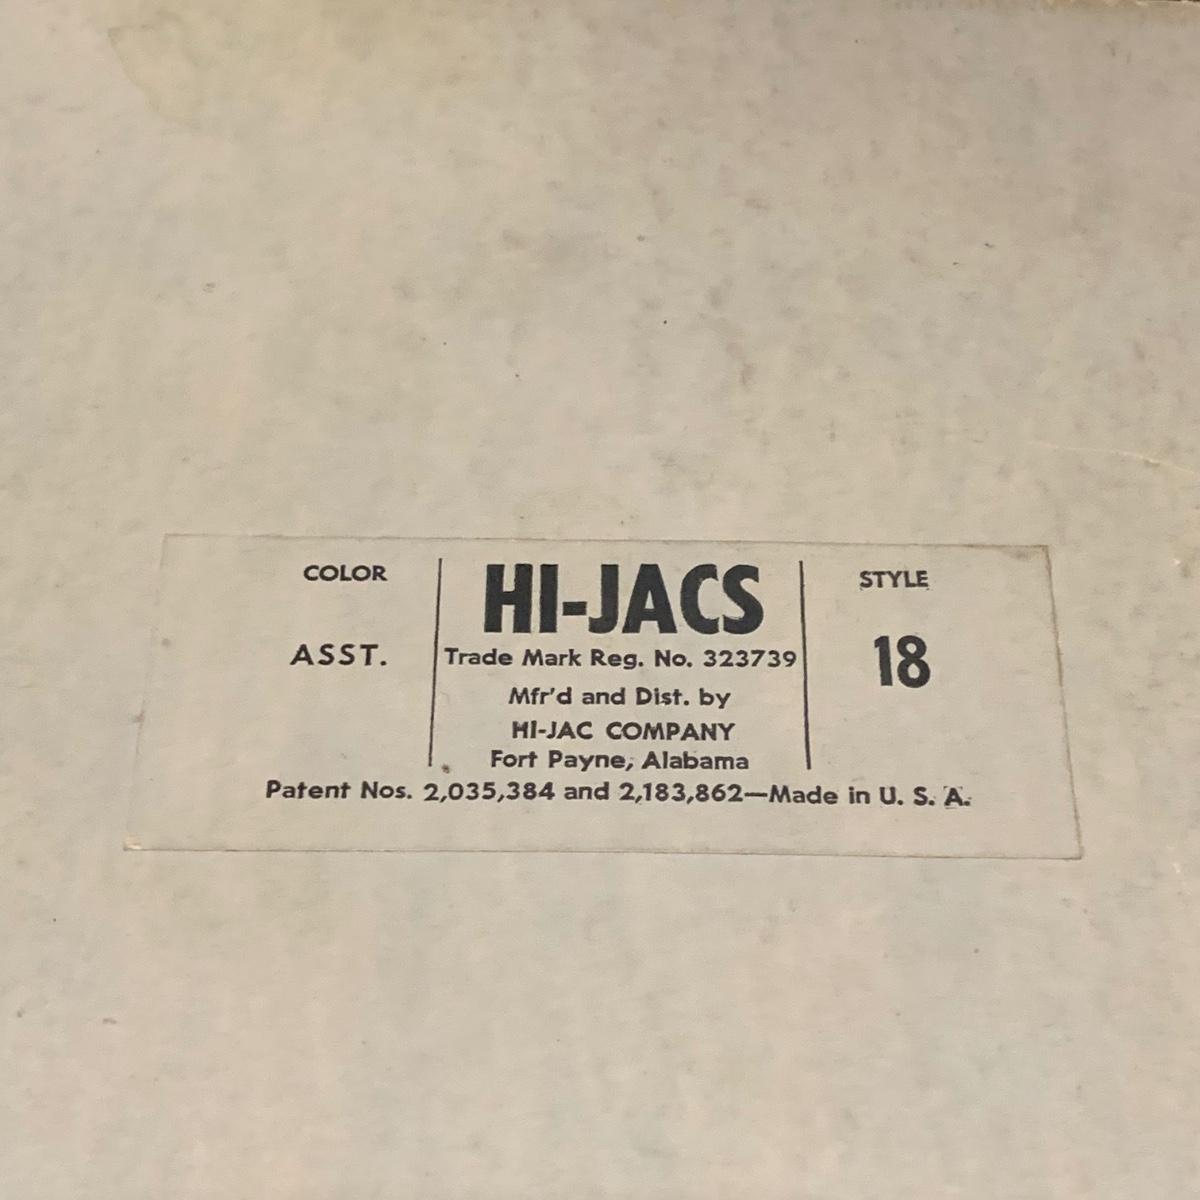 COLOR
ASST.
HI-JACS
Trade Mark Reg. No. 323739
Mfr'd and Dist. by
HI-JAC COMPANY
Fort Payne, Alabama
STYLE
18
Patent Nos. 2,035,384 and 2,183,862—Made in U. S. A.